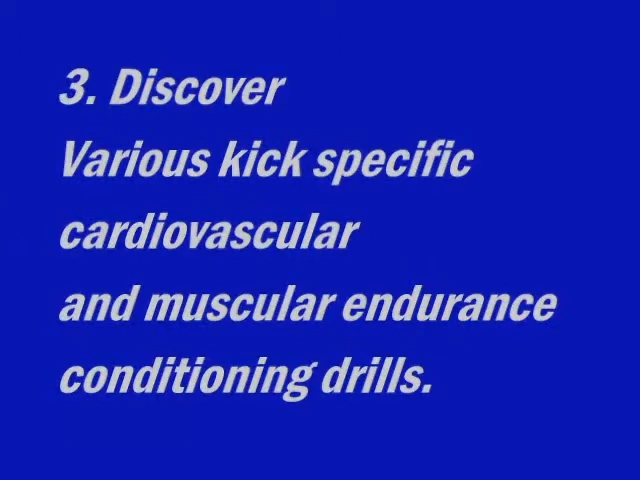 3. Discover
Various kick specific
cardiovascular
and muscular endurance
conditioning drills.